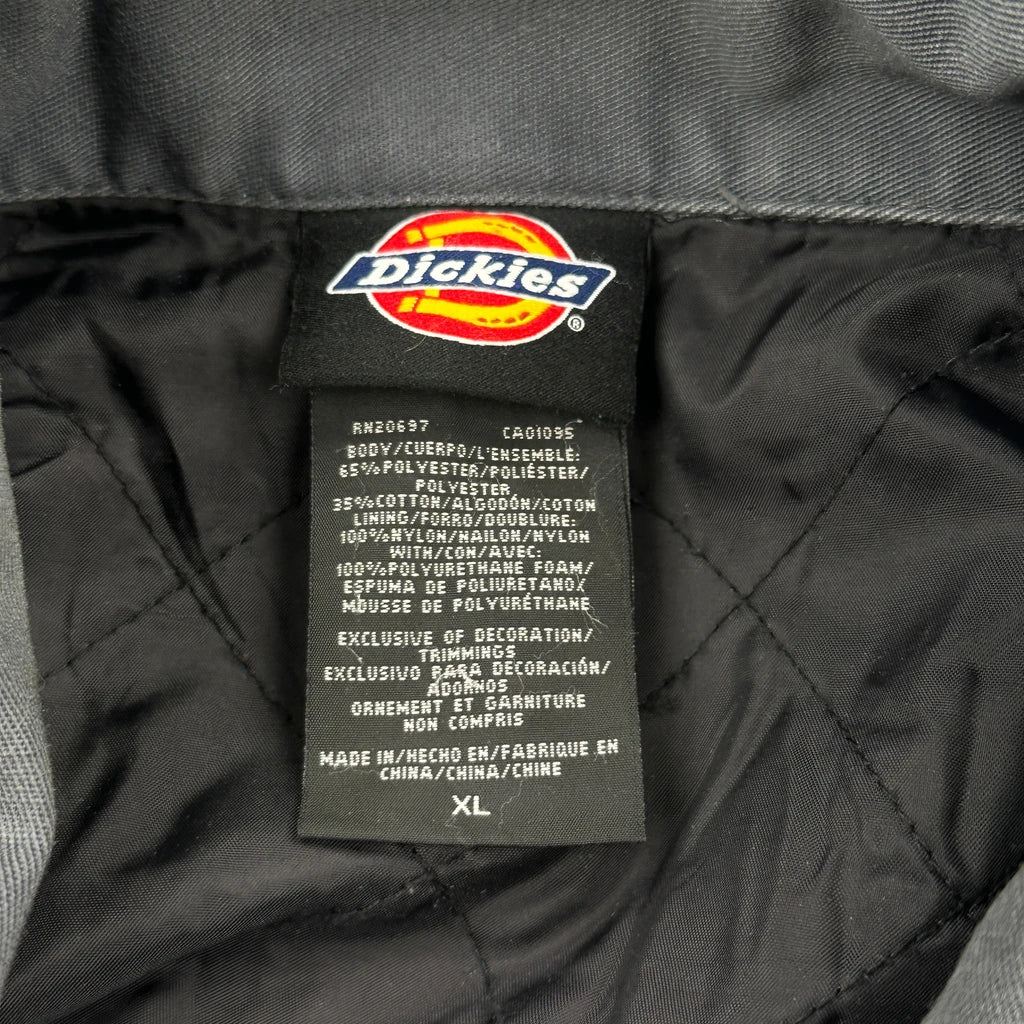 Dickies
®
RN20697 CA01095
BODY/CUERPO/L'ENSEMBLE:
65%POLYESTER/POLIÉSTER/
POLYESTER
35%COTTON/ALGODÓN/COTON
LINING/FORRO/DOUBLURE:
100%NYLON/NAILON/NYLON
WITH/CON/AVEC:
100%POLYURETHANE FOAM/
ESPUMA DE POLIURETANO/
MOUSSE DE POLYURÉTHANE
EXCLUSIVE OF DECORATION/
TRIMMINGS
EXCLUSIVO PARA DECORACIÓN/
ADORNOS
ORNEMENT ET GARNITURE
NON COMPRIS
MADE IN/HECHO EN/FABRIQUE EN
CHINA/CHINA/CHINE
XL